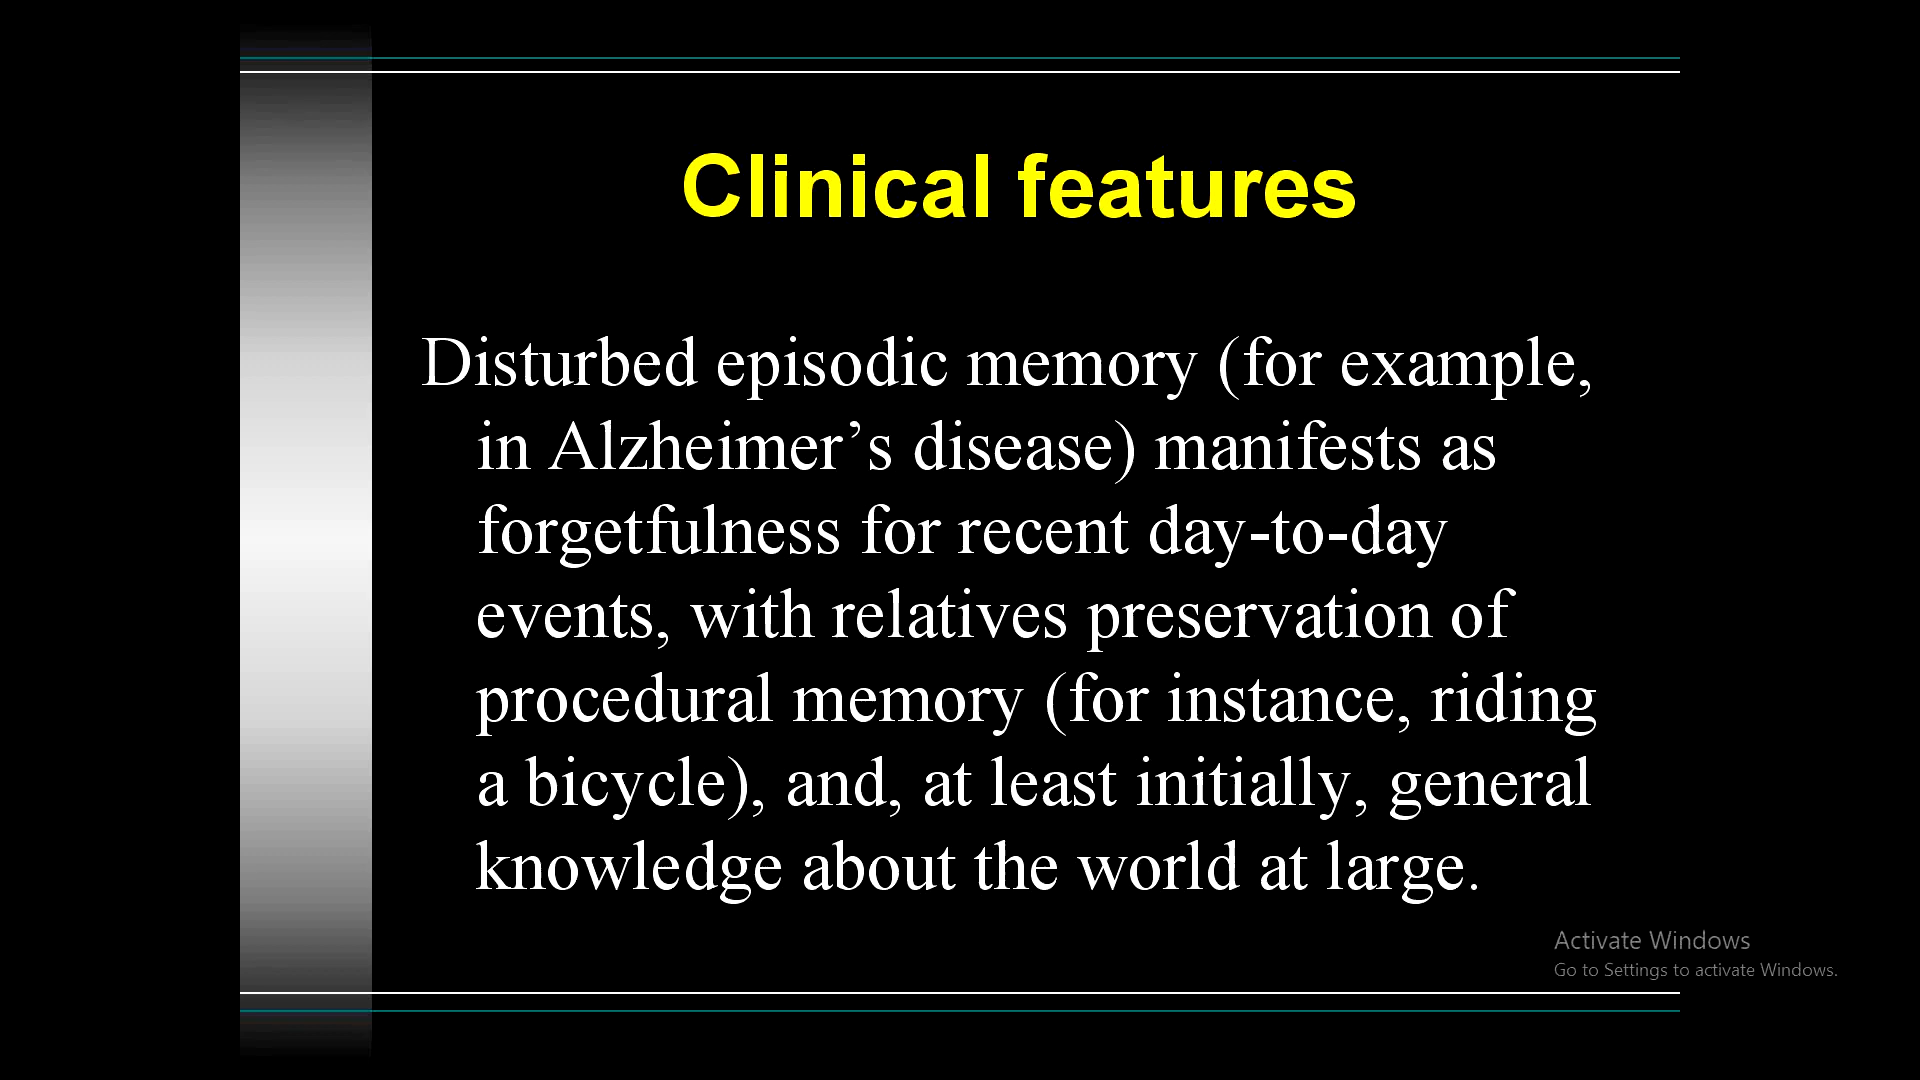 Clinical features
Disturbed episodic memory (for example,
in Alzheimer’s disease) manifests as
forgetfulness for recent day-to-day
events, with relatives preservation of
procedural memory (for instance, riding
a bicycle), and, at least initially, general
knowledge about the world at large.
Activate Windows
Go to Settings to activate Windows.